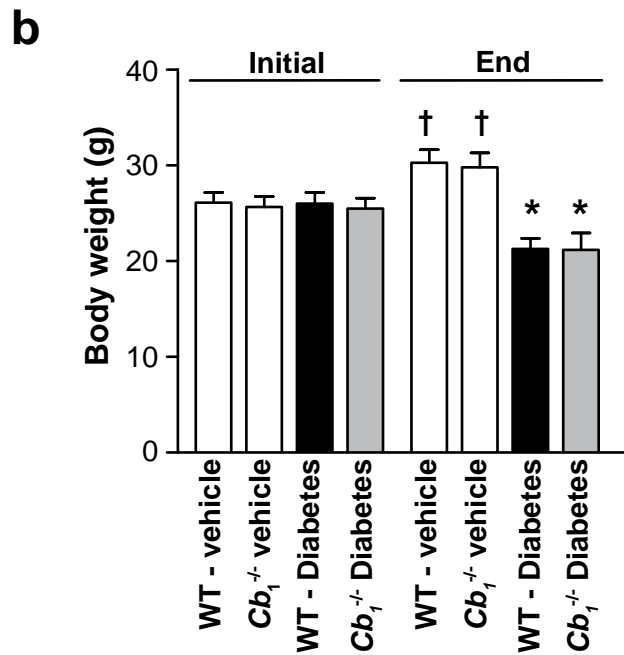 b
Initial End
Body weight (g)
40
30
20
10
0
† †
* *
WT - vehicle
Cb₁⁻/⁻ vehicle
WT - Diabetes
Cb₁⁻/⁻ Diabetes
WT - vehicle
Cb₁⁻/⁻ vehicle
WT - Diabetes
Cb₁⁻/⁻ Diabetes